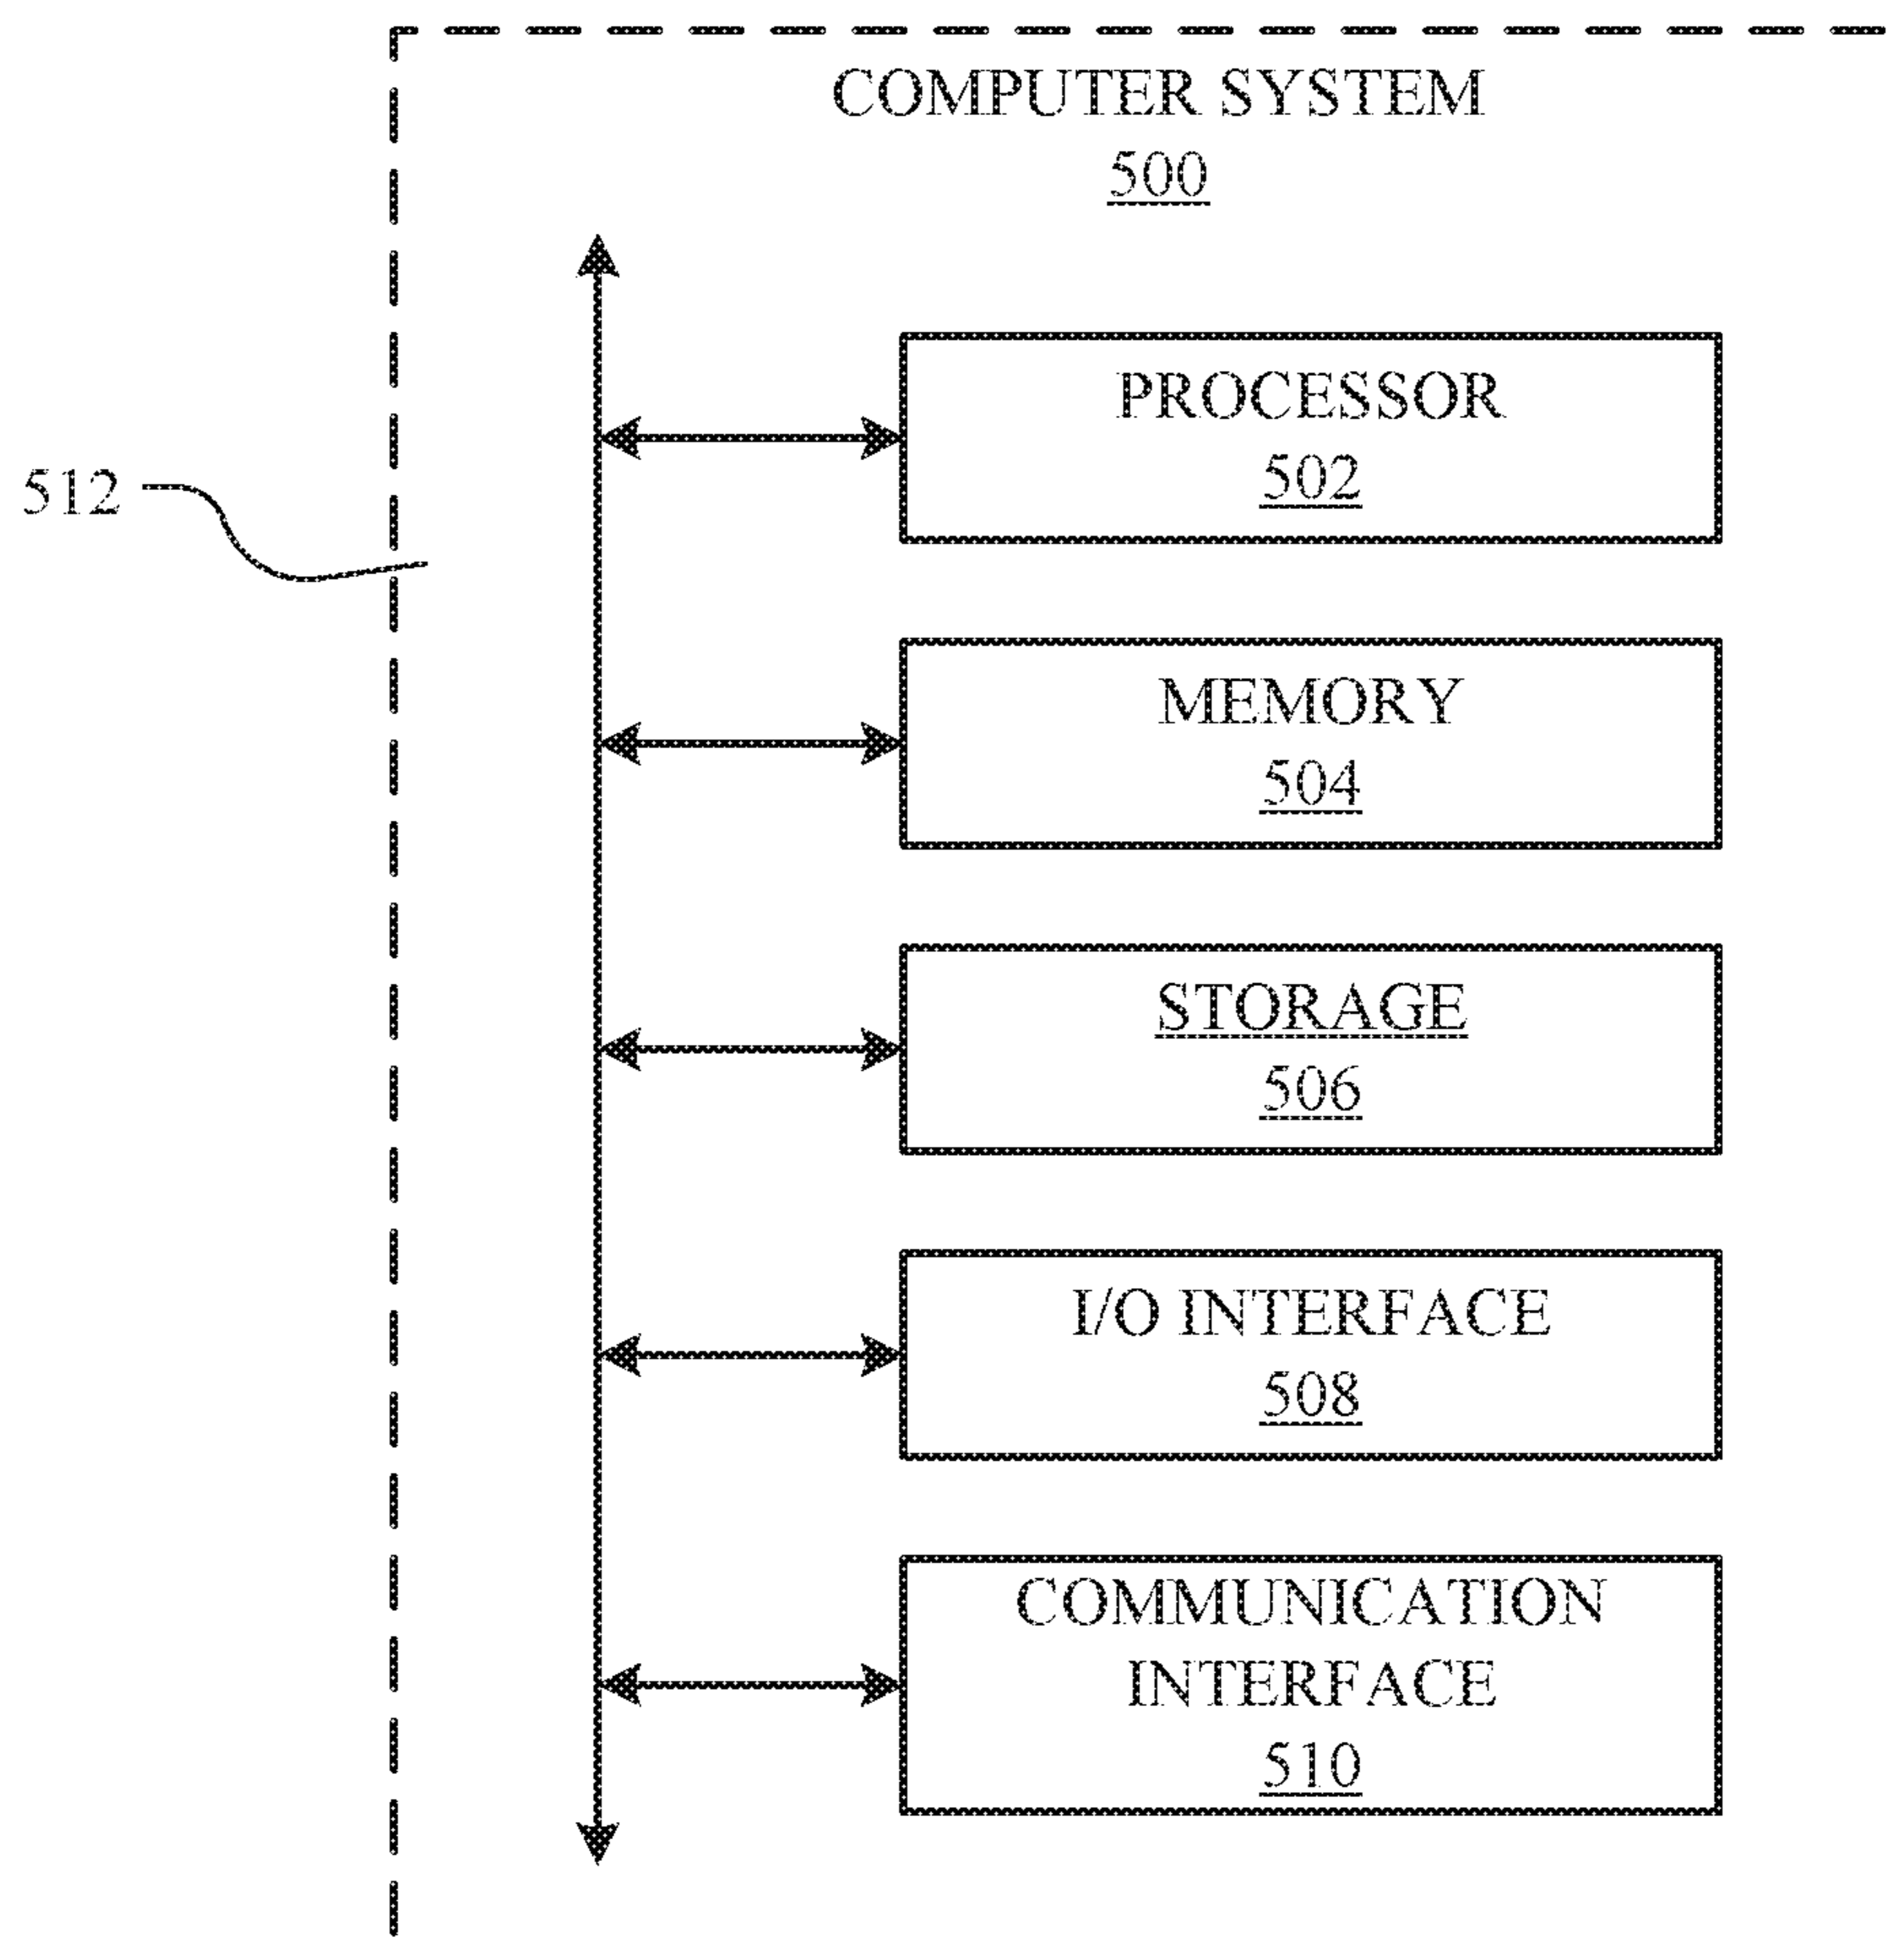 COMPUTER SYSTEM
500
PROCESSOR
502
512
MEMORY
504
STORAGE
506
I/O INTERFACE
508
COMMUNICATION
INTERFACE
510